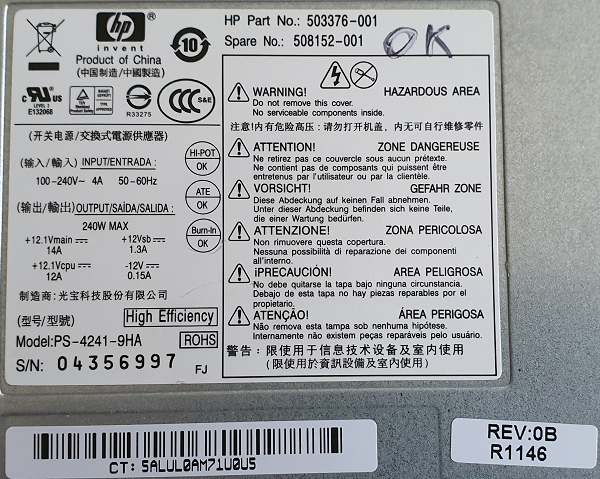 hp
invent
Product of China
(中国制造/中國製造)
10
HP Part No.: 503376-001
Spare No.: 508152-001
OK
c UL US
LEVEL 3
E132068
R33275
CCC S&E
WARNING! HAZARDOUS AREA
Do not remove this cover.
No serviceable components inside.
注意!内有危险高压: 请勿打开机盖, 内无可自行维修零件
(开关电源/交換式電源供應器)
(输入/輸入) INPUT/ENTRADA:
100-240V~ 4A 50-60Hz
(输出/輸出) OUTPUT/SAÍDA/SALIDA:
240W MAX
+12.1Vmain +12Vsb
14A 1.3A
+12.1Vcpu -12V
12A 0.15A
制造商: 光宝科技股份有限公司
(型号/型號)
High Efficiency
Model:PS-4241-9HA
ROHS
S/N: 04356997 FJ
HI-POT
OK
ATE
OK
Burn-In
OK
ATTENTION! ZONE DANGEREUSE
Ne retirez pas ce couvercle sous aucun prétexte.
Ne contient pas de composants qui puissent être
entretenus par l'utilisateur ou par la clientèle.
VORSICHT! GEFAHR ZONE
Diese Abdeckung auf keinen Fall abnehmen.
Unter dieser Abdeckung befinden sich keine Teile,
die einer Wartung bedürfen.
ATTENZIONE! ZONA PERICOLOSA
Non rimuovere questa copertura.
Nessuna possibilità di riparazione dei componenti
all'interno.
¡PRECAUCIÓN! AREA PELIGROSA
No debe quitarse la tapa bajo ninguna circunstancia.
Debajo de esta tapa no hay piezas reparables por el
propietario.
ATENÇÃO! ÁREA PERIGOSA
Não remova esta tampa sob nenhuma hipótese.
Internamente não existem peças reparáveis pelo usuário.
警告: 限使用于信息技术设备及室内使用
(限使用於資訊設備及室內使用)
CT: 5ALUL0AM71U0U5
REV:0B
R1146